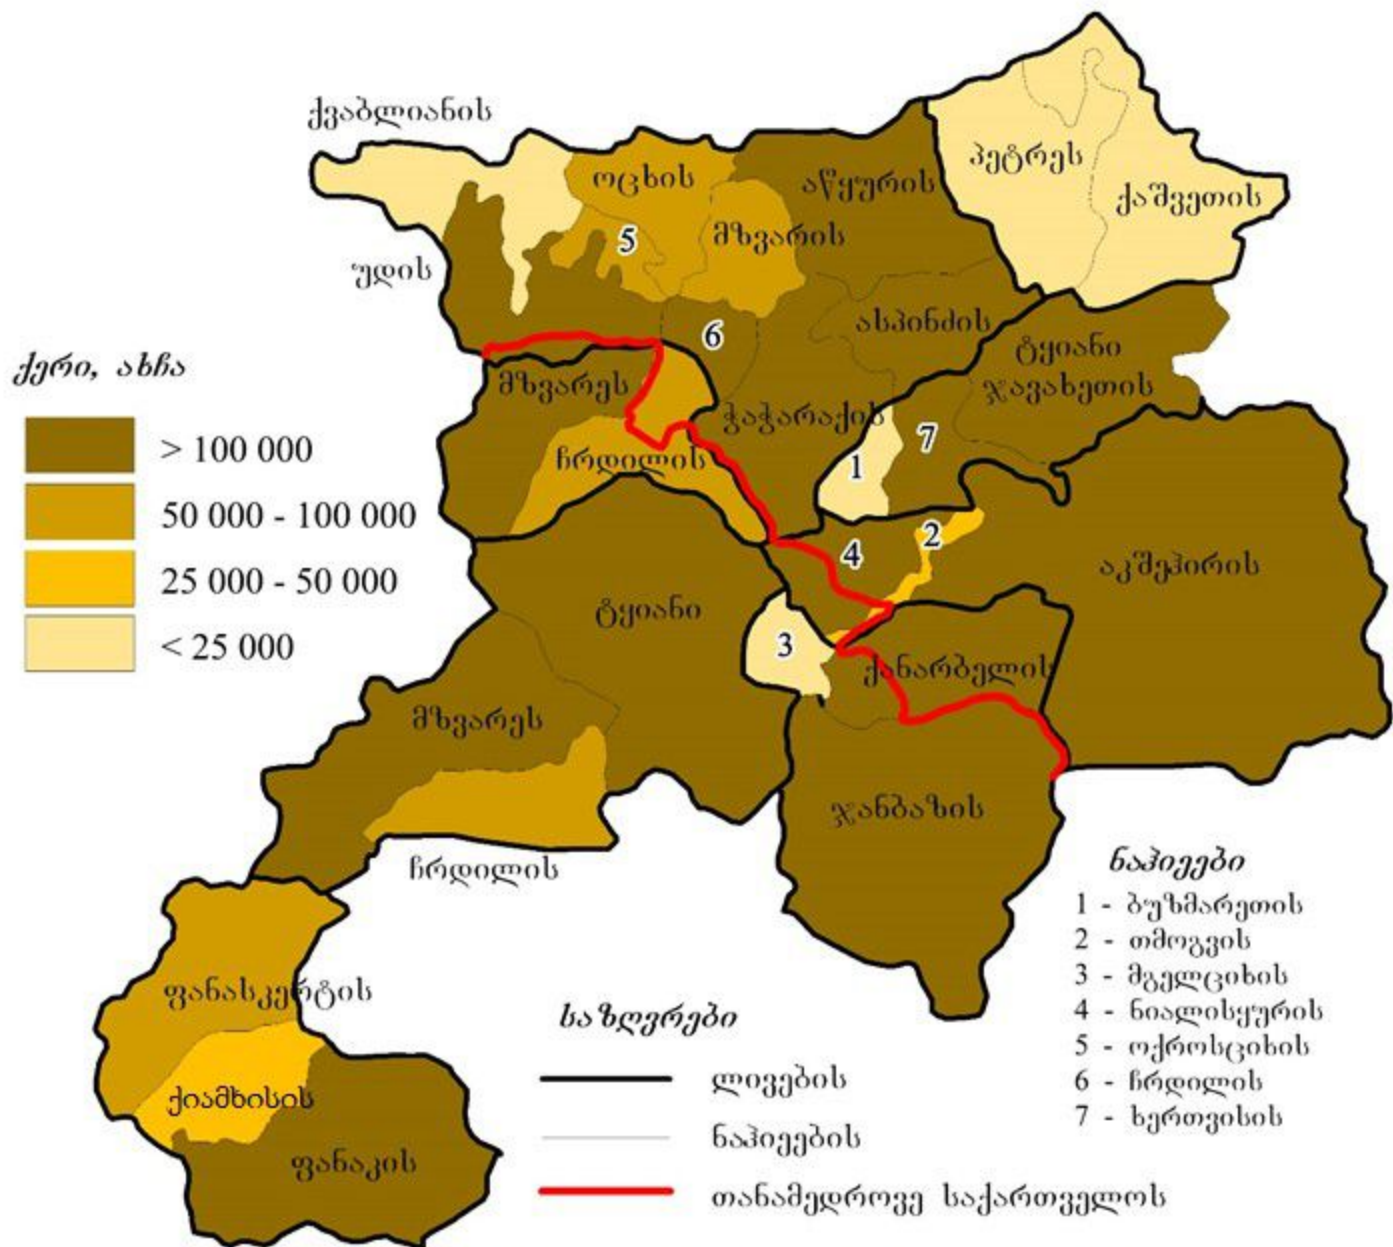 ქვაბლიანის
ოცხის
აწყურის
პეტრეს
ქაშვეთის
5
მზვარის
უდის
6
ასპინძის
ტყიანი
ჯავახეთის
ქერი, ახჩა
> 100 000
50 000 - 100 000
25 000 - 50 000
< 25 000
მზვარეს
ჭაჭარაქის
ჩრდილის
1
7
2
4
აკშეჰირის
ტყიანი
3
ქანარბელის
მზვარეს
ჯანბაზის
ჩრდილის
ფანასკერტის
ქიამხისის
ფანაკის
საზღვრები
ლივების
ნაჰიეების
თანამედროვე საქართველოს
ნაჰიეები
1 - ბუზმარეთის
2 - თმოგვის
3 - მგელციხის
4 - ნიალისყურის
5 - ოქროსციხის
6 - ჩრდილის
7 - ხერთვისის